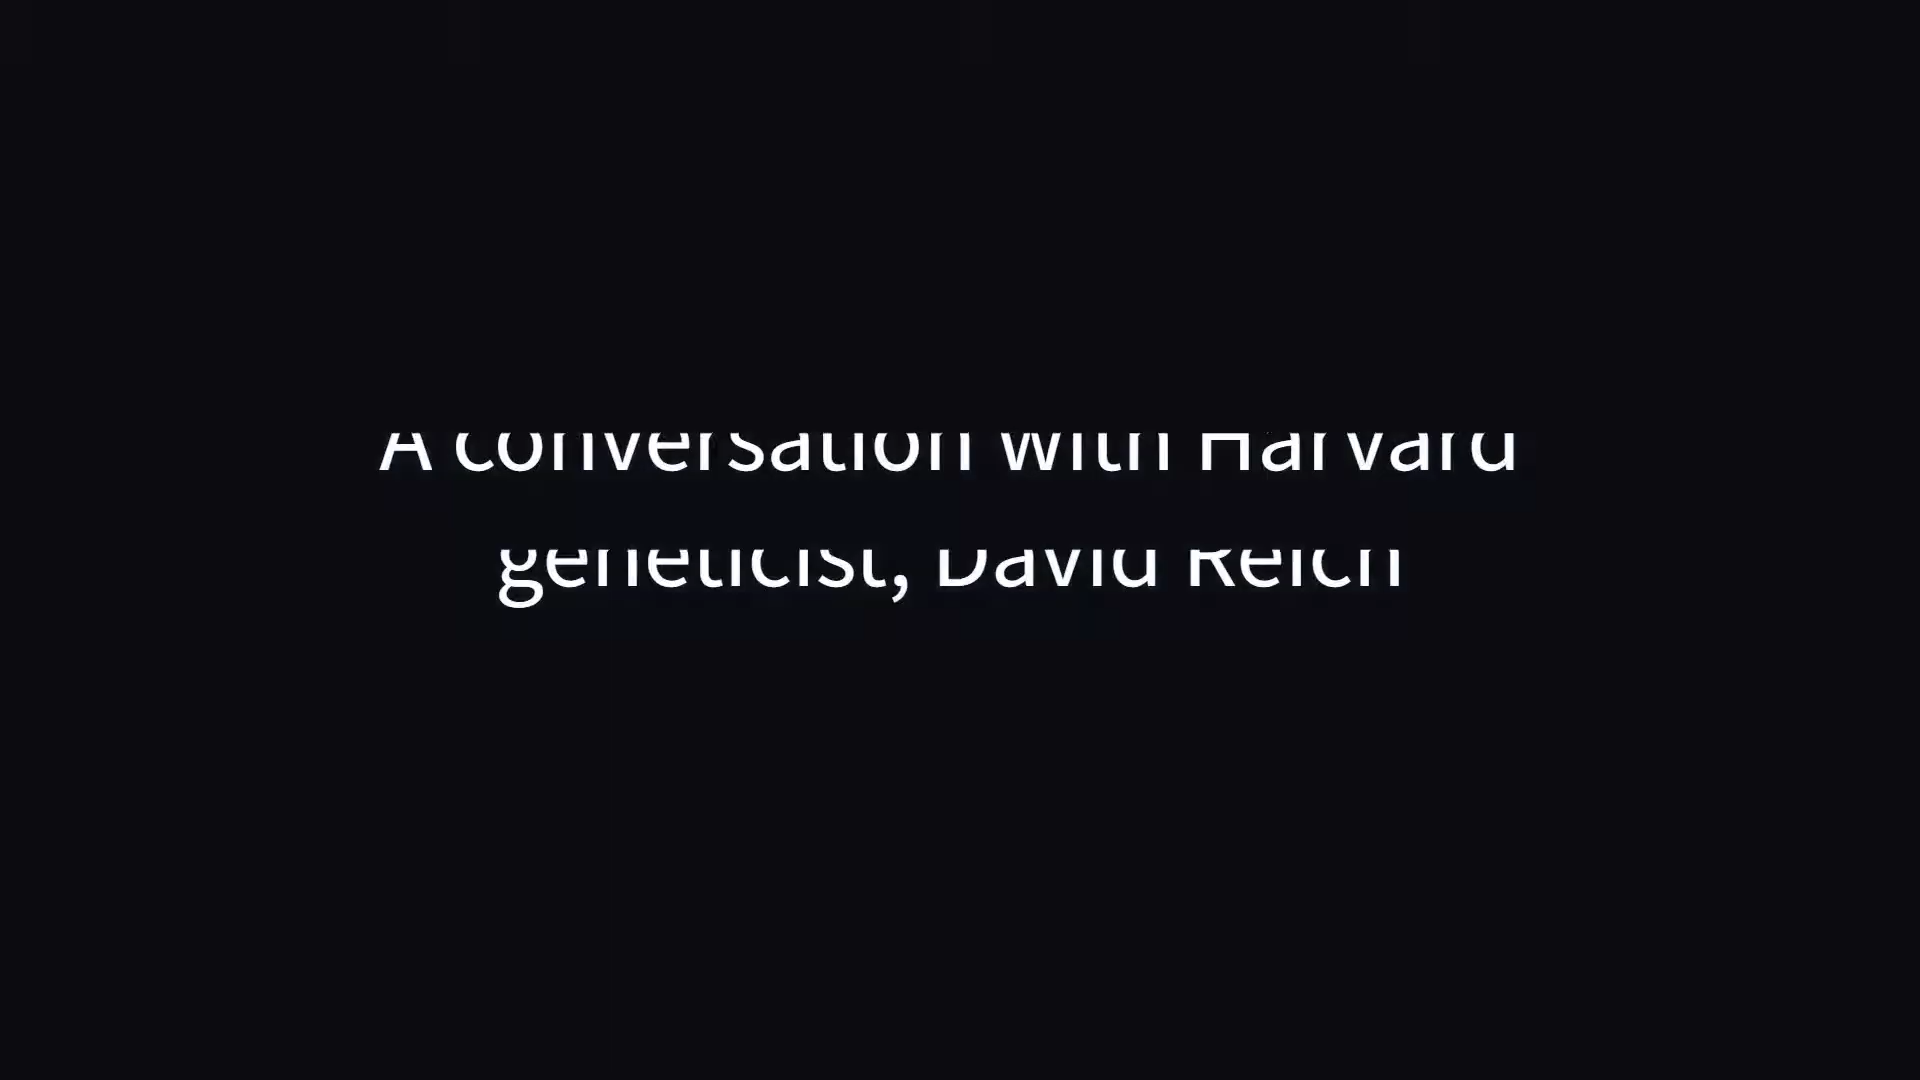 A conversation with Harvard
geneticist, David Reich